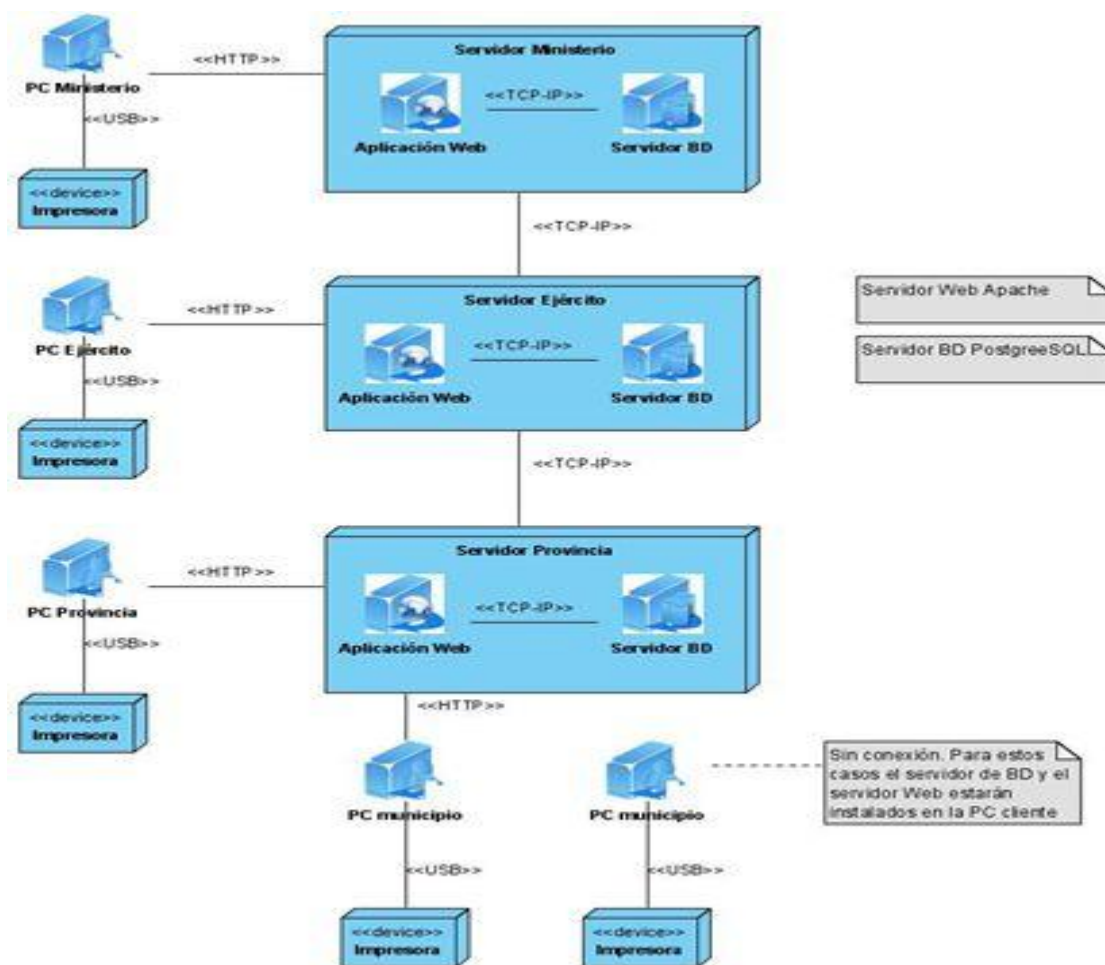 Servidor Ministerio
<<HTTP>>
PC Ministerio
<<TCP-IP>>
Aplicación Web
Servidor BD
<<USB>>
<<device>>
Impresora
<<TCP-IP>>
Servidor Ejército
<<HTTP>>
PC Ejército
<<TCP-IP>>
Aplicación Web
Servidor BD
Servidor Web Apache
Servidor BD PostgreeSQL
<<USB>>
<<device>>
Impresora
<<TCP-IP>>
Servidor Provincia
<<HTTP>>
PC Provincia
<<TCP-IP>>
Aplicación Web
Servidor BD
<<USB>>
<<device>>
Impresora
<<HTTP>>
PC municipio
PC municipio
Sin conexión. Para estos
casos el servidor de BD y el
servidor Web estarán
instalados en la PC cliente
<<USB>>
<<USB>>
<<device>>
Impresora
<<device>>
Impresora